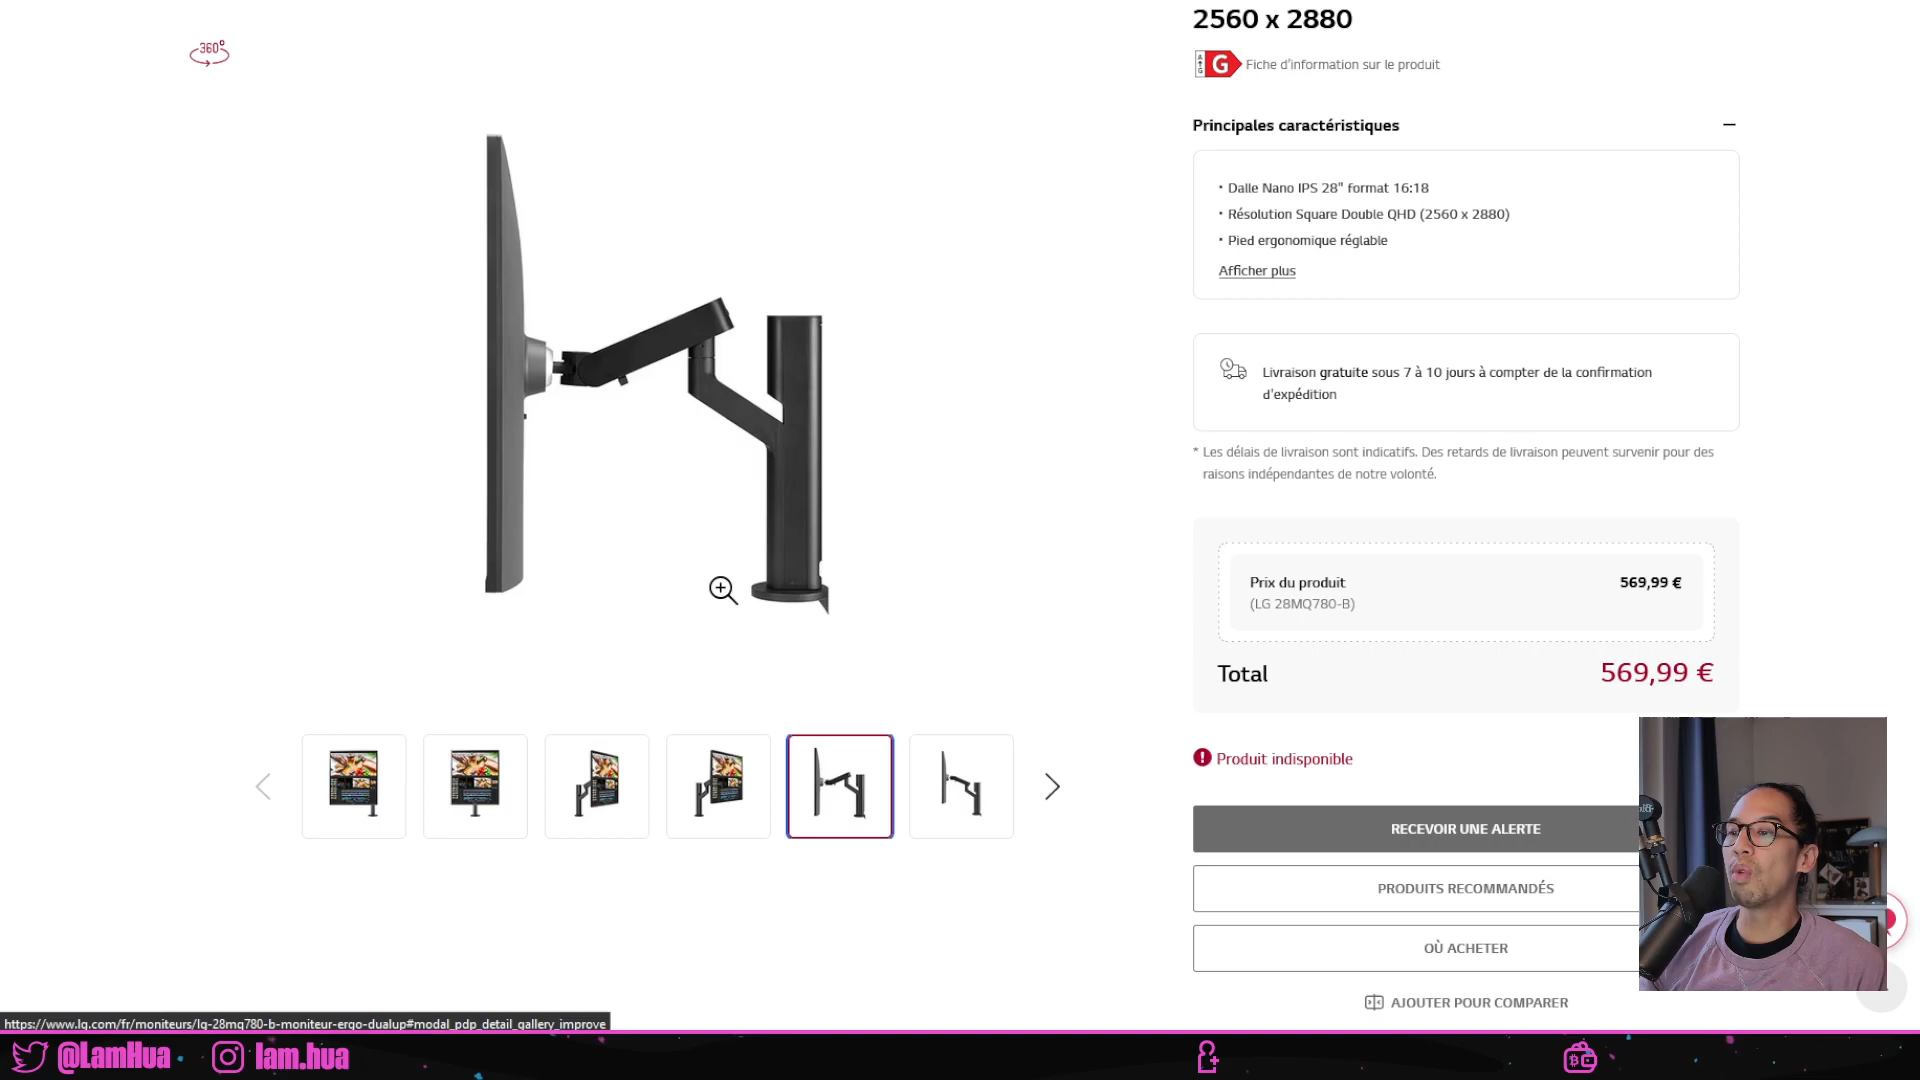 360°
2560 x 2880
G
Fiche d'information sur le produit
Principales caractéristiques
• Dalle Nano IPS 28" format 16:18
• Résolution Square Double QHD (2560 x 2880)
• Pied ergonomique réglable
Afficher plus
Livraison gratuite sous 7 à 10 jours à compter de la confirmation
d'expédition
* Les délais de livraison sont indicatifs. Des retards de livraison peuvent survenir pour des
raisons indépendantes de notre volonté.
Prix du produit 569,99 €
(LG 28MQ780-B)
Total 569,99 €
Produit indisponible
RECEVOIR UNE ALERTE
PRODUITS RECOMMANDÉS
OÙ ACHETER
AJOUTER POUR COMPARER
https://www.lg.com/fr/moniteurs/lg-28mq780-b-moniteur-ergo-dualup#modal_pdp_detail_gallery_improve
@LamHua
lam.hua